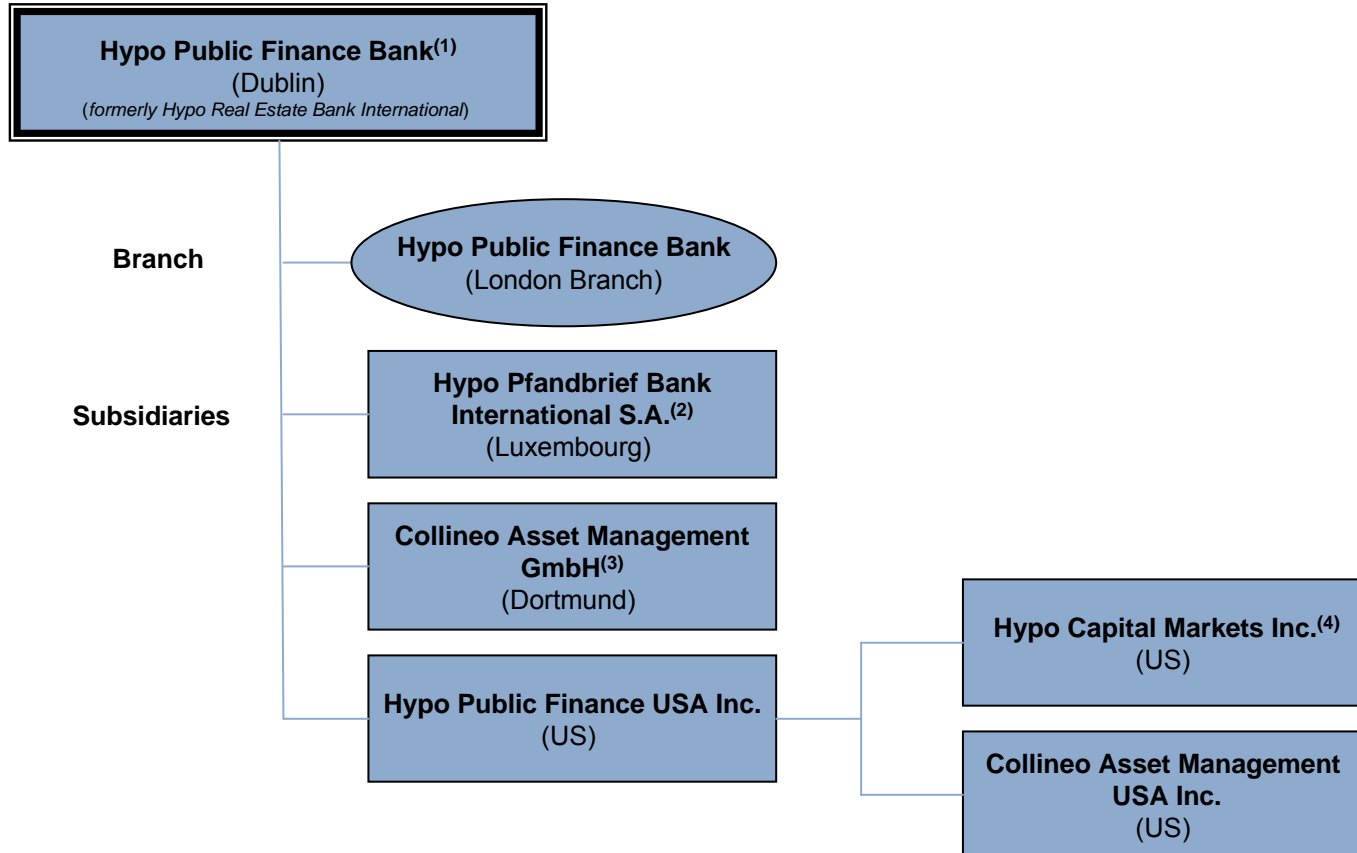 Hypo Public Finance Bank(1)
(Dublin)
(formerly Hypo Real Estate Bank International)
Branch
Hypo Public Finance Bank
(London Branch)
Subsidiaries
Hypo Pfandbrief Bank
International S.A.(2)
(Luxembourg)
Collineo Asset Management
GmbH(3)
(Dortmund)
Hypo Public Finance USA Inc.
(US)
Hypo Capital Markets Inc.(4)
(US)
Collineo Asset Management
USA Inc.
(US)